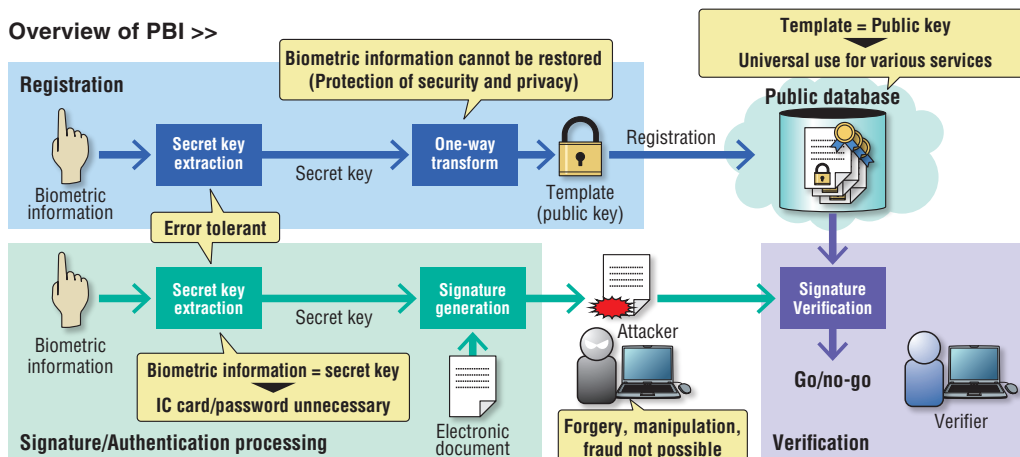 Overview of PBI >>
Registration
Biometric information cannot be restored
(Protection of security and privacy)
Template = Public key
Universal use for various services
Public database
Biometric
information
Secret key
extraction
Secret key
One-way
transform
Template
(public key)
Registration
Error tolerant
Biometric
information
Secret key
extraction
Secret key
Signature
generation
Attacker
Signature
Verification
Biometric information = secret key
IC card/password unnecessary
Electronic
document
Forgery, manipulation,
fraud not possible
Go/no-go
Verifier
Signature/Authentication processing
Verification